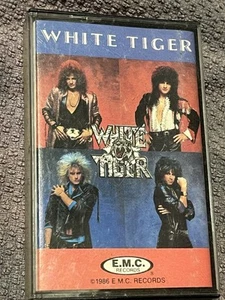 WHITE TIGER
WHITE
TIGER
E.M.C.
RECORDS
©1986 E.M.C. RECORDS